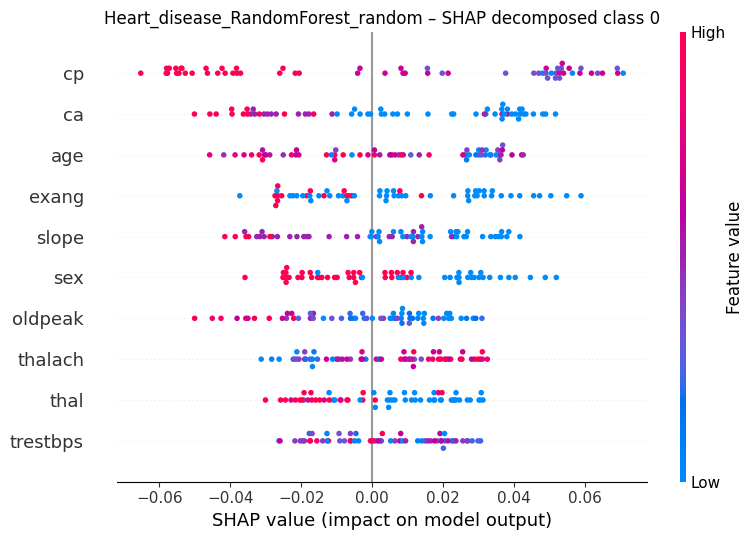 Heart_disease_RandomForest_random – SHAP decomposed class 0
High
cp
ca
age
exang
slope
sex
oldpeak
thalach
thal
trestbps
Feature value
Low
−0.06 −0.04 −0.02 0.00 0.02 0.04 0.06
SHAP value (impact on model output)